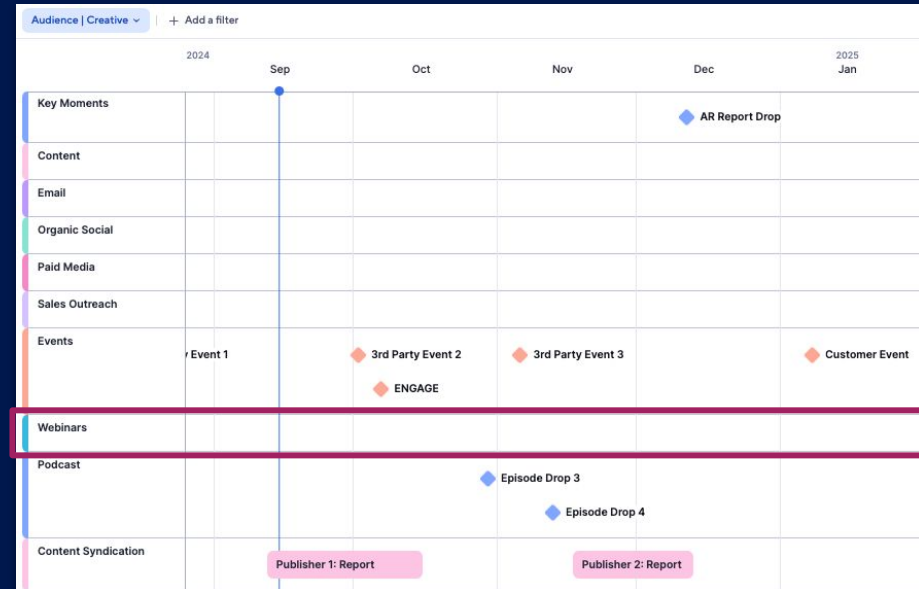 Audience | Creative
+ Add a filter
2024
2025
Sep
Oct
Nov
Dec
Jan
Key Moments
AR Report Drop
Content
Email
Organic Social
Paid Media
Sales Outreach
Events
Event 1
3rd Party Event 2
3rd Party Event 3
Customer Event
ENGAGE
Webinars
Podcast
Episode Drop 3
Episode Drop 4
Content Syndication
Publisher 1: Report
Publisher 2: Report